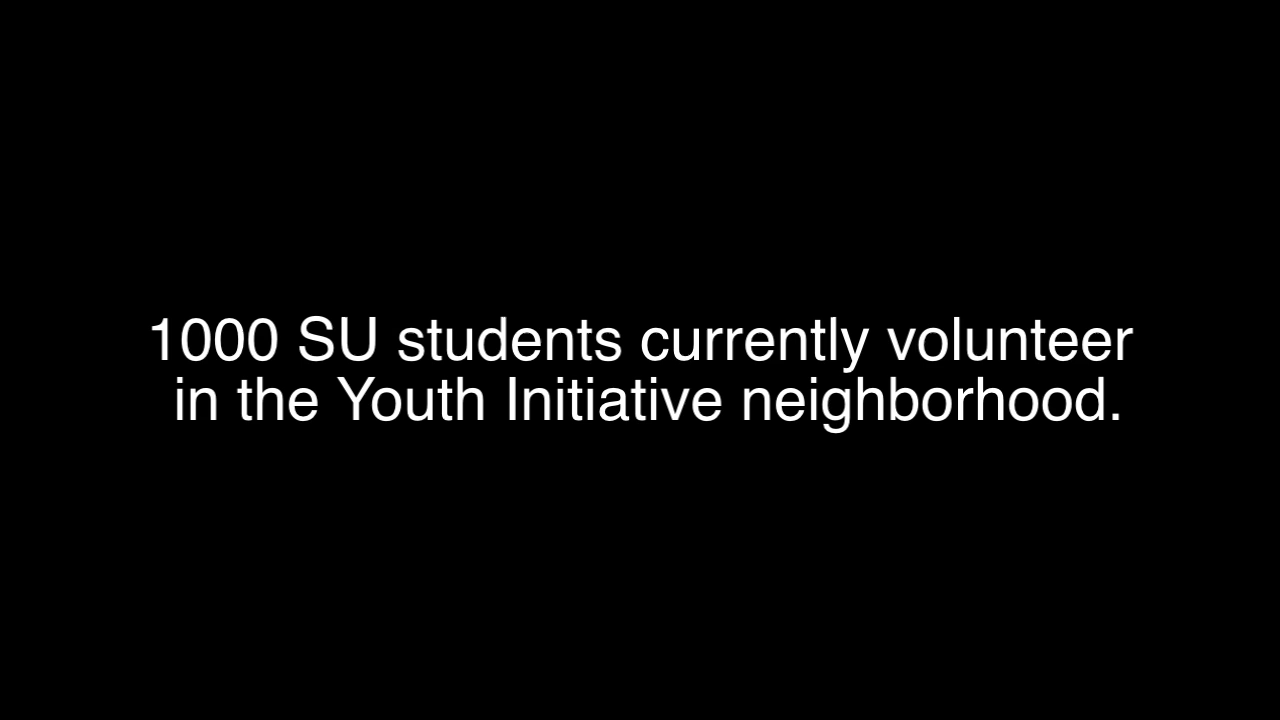 1000 SU students currently volunteer
in the Youth Initiative neighborhood.